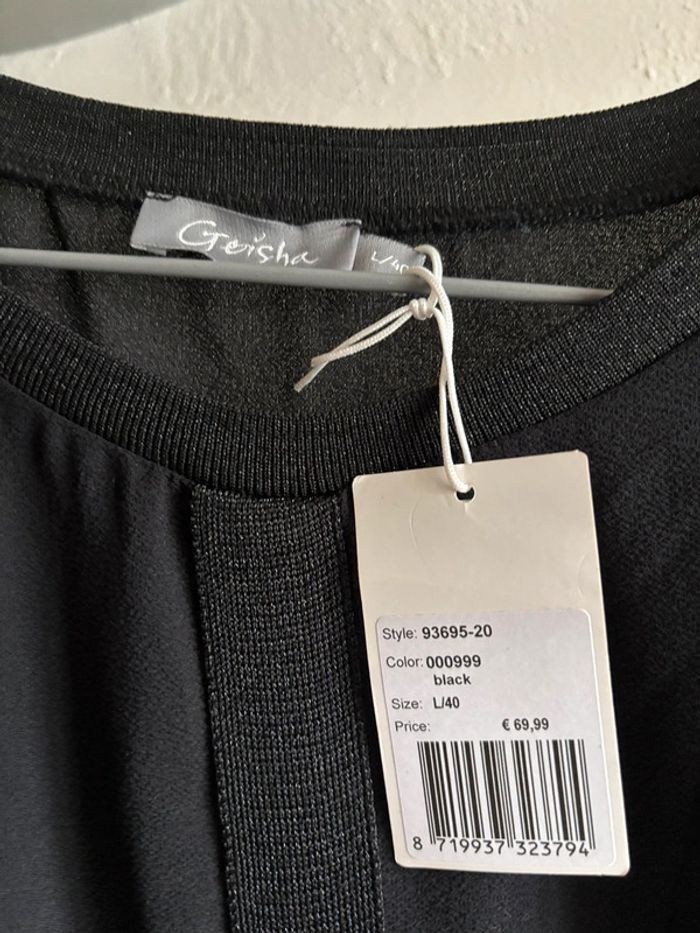 Geisha
L/40
Style: 93695-20
Color: 000999
black
Size: L/40
Price: € 69,99
8 719937 323794